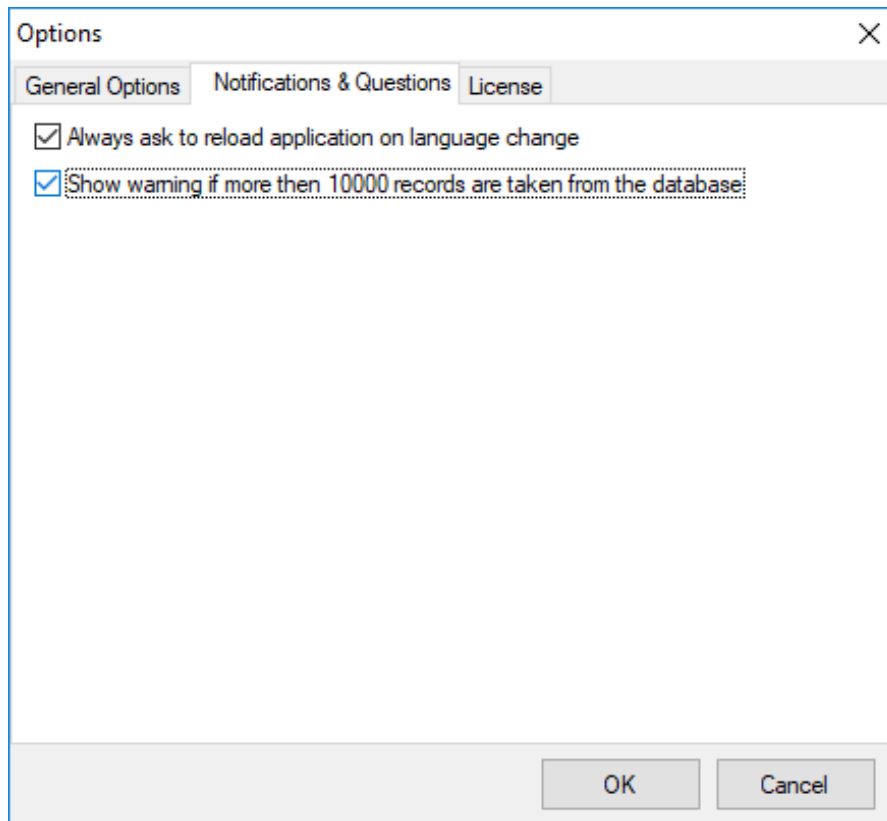 Options
General Options Notifications & Questions License
Always ask to reload application on language change
Show warning if more then 10000 records are taken from the database
OK Cancel